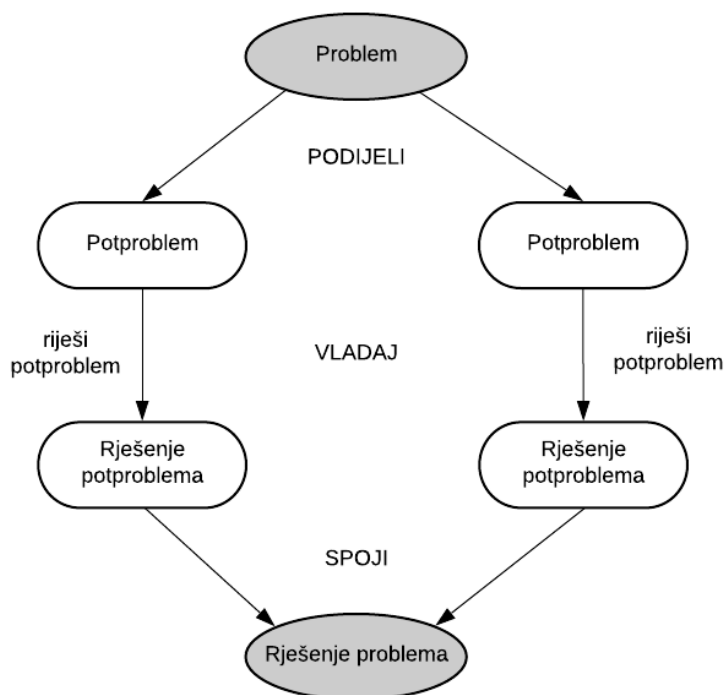 Problem
PODIJELI
Potproblem
Potproblem
riješi
potproblem
VLADAJ
riješi
potproblem
Rješenje
potproblema
Rješenje
potproblema
SPOJI
Rješenje problema